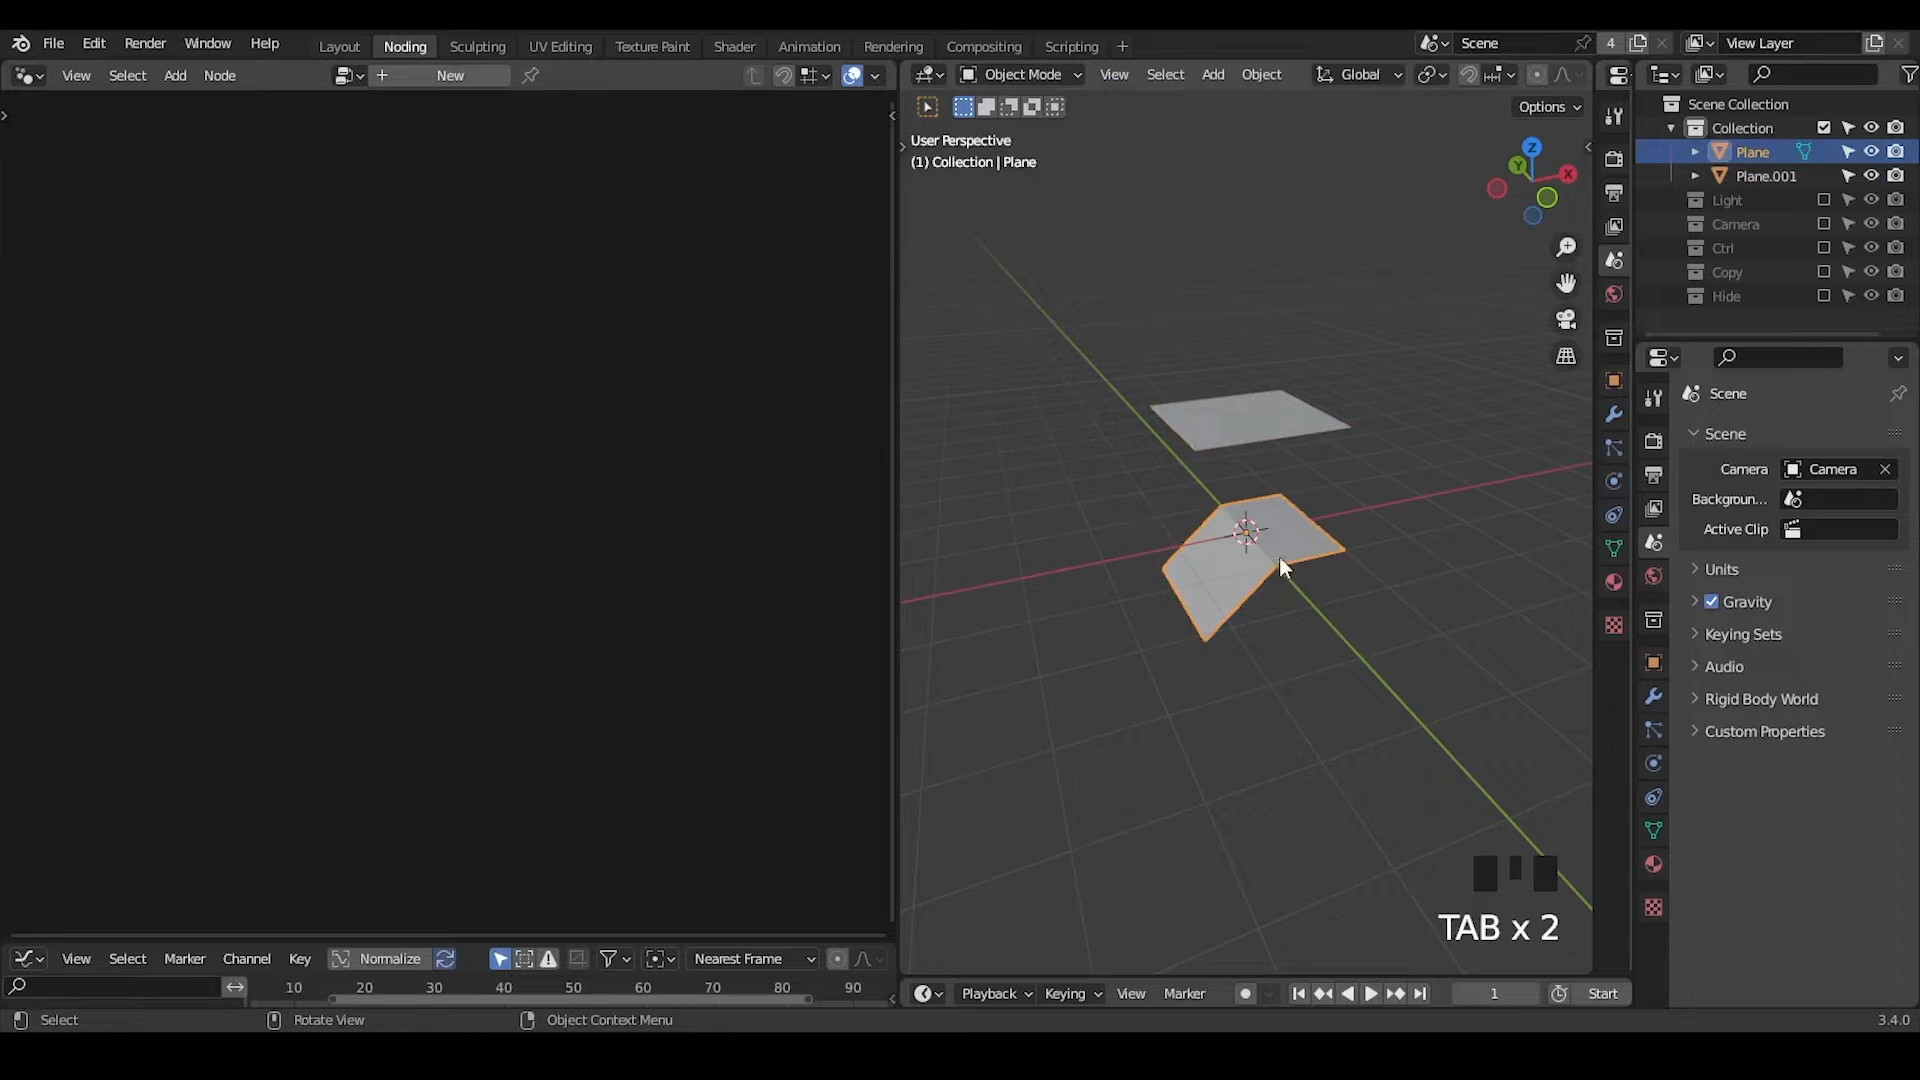 File Edit Render Window Help Layout Noding Sculpting UV Editing Texture Paint Shader Animation Rendering Compositing Scripting + Scene 4 View Layer
View Select Add Node + New
Object Mode View Select Add Object Global
Options
User Perspective
(1) Collection | Plane
Z
Y
X
Scene Collection
Collection
Plane
Plane.001
Light
Camera
Ctrl
Copy
Hide
Scene
Scene
Camera Camera
Backgroun...
Active Clip
Units
Gravity
Keying Sets
Audio
Rigid Body World
Custom Properties
TAB x 2
View Select Marker Channel Key Normalize Nearest Frame
10 20 30 40 50 60 70 80 90
Playback Keying View Marker 1 Start
Select Rotate View Object Context Menu 3.4.0